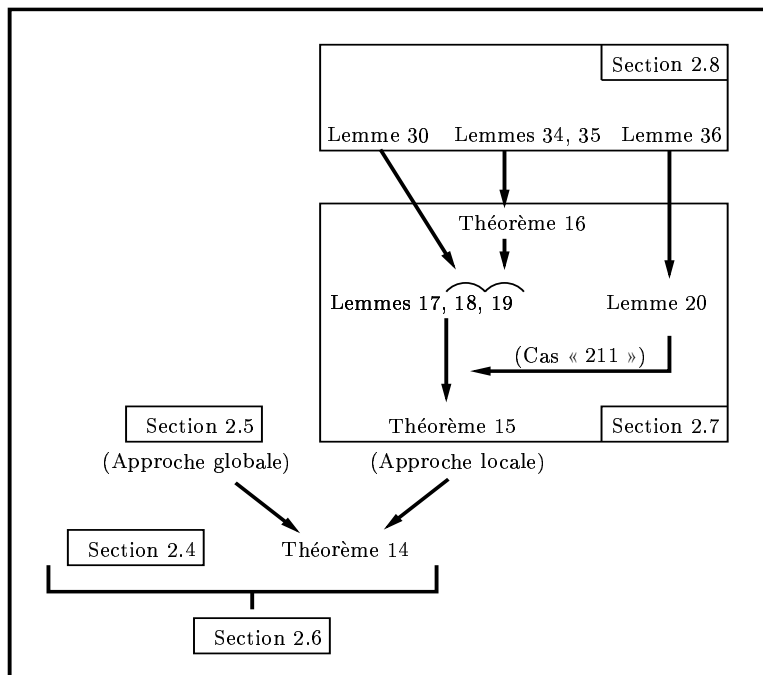 Section 2.8
Lemme 30 Lemmes 34, 35 Lemme 36
Théorème 16
Lemmes 17, 18, 19 Lemme 20
(Cas « 211 »)
Section 2.5 Théorème 15 Section 2.7
(Approche globale) (Approche locale)
Section 2.4 Théorème 14
Section 2.6